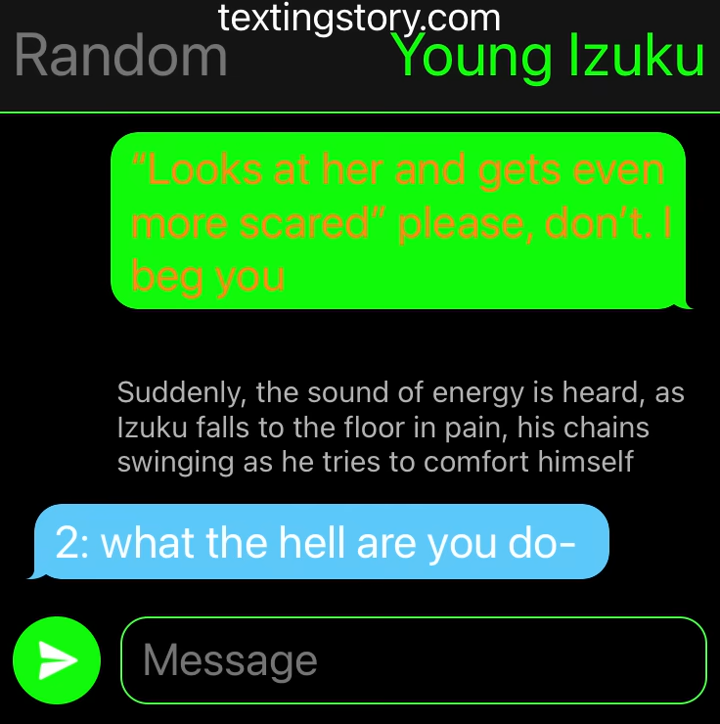 textingstory.com
Random Young Izuku
“Looks at her and gets even
more scared” please, don’t. I
beg you
Suddenly, the sound of energy is heard, as
Izuku falls to the floor in pain, his chains
swinging as he tries to comfort himself
2: what the hell are you do-
Message